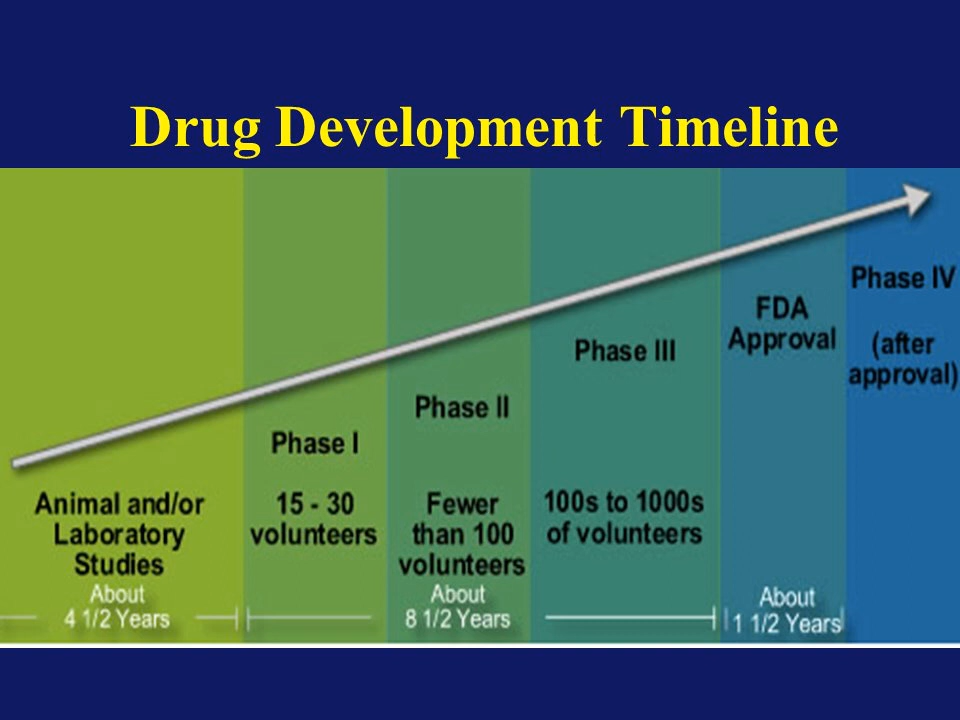 Drug Development Timeline
Animal and/or
Laboratory
Studies
About
4 1/2 Years
Phase I
15 - 30
volunteers
Phase II
Fewer
than 100
volunteers
About
8 1/2 Years
Phase III
100s to 1000s
of volunteers
FDA
Approval
About
1 1/2 Years
Phase IV
(after
approval)